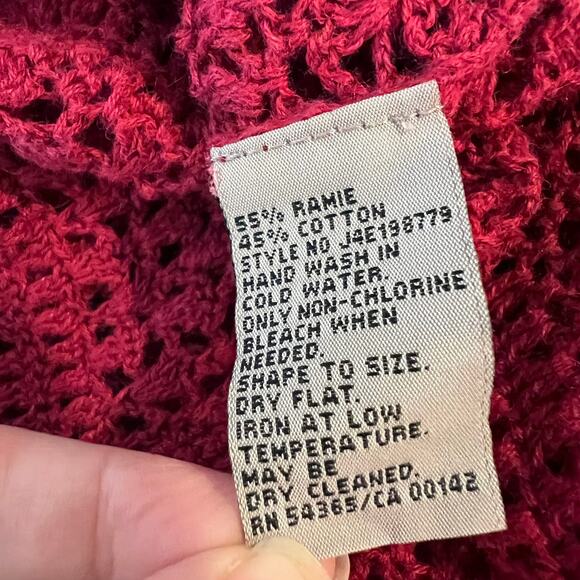 55% RAMIE
45% COTTON
STYLE NO J4E198779
HAND WASH IN
COLD WATER.
ONLY NON-CHLORINE
BLEACH WHEN
NEEDED.
SHAPE TO SIZE.
DRY FLAT.
IRON AT LOW
TEMPERATURE.
MAY BE
DRY CLEANED.
RN 54365/CA 00142